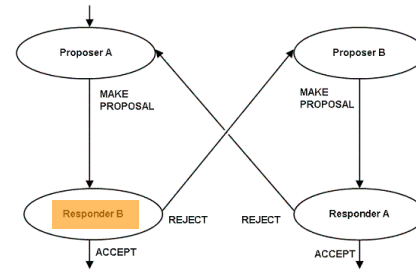 Proposer A
Proposer B
MAKE
PROPOSAL
MAKE
PROPOSAL
Responder B
REJECT
REJECT
Responder A
ACCEPT
ACCEPT